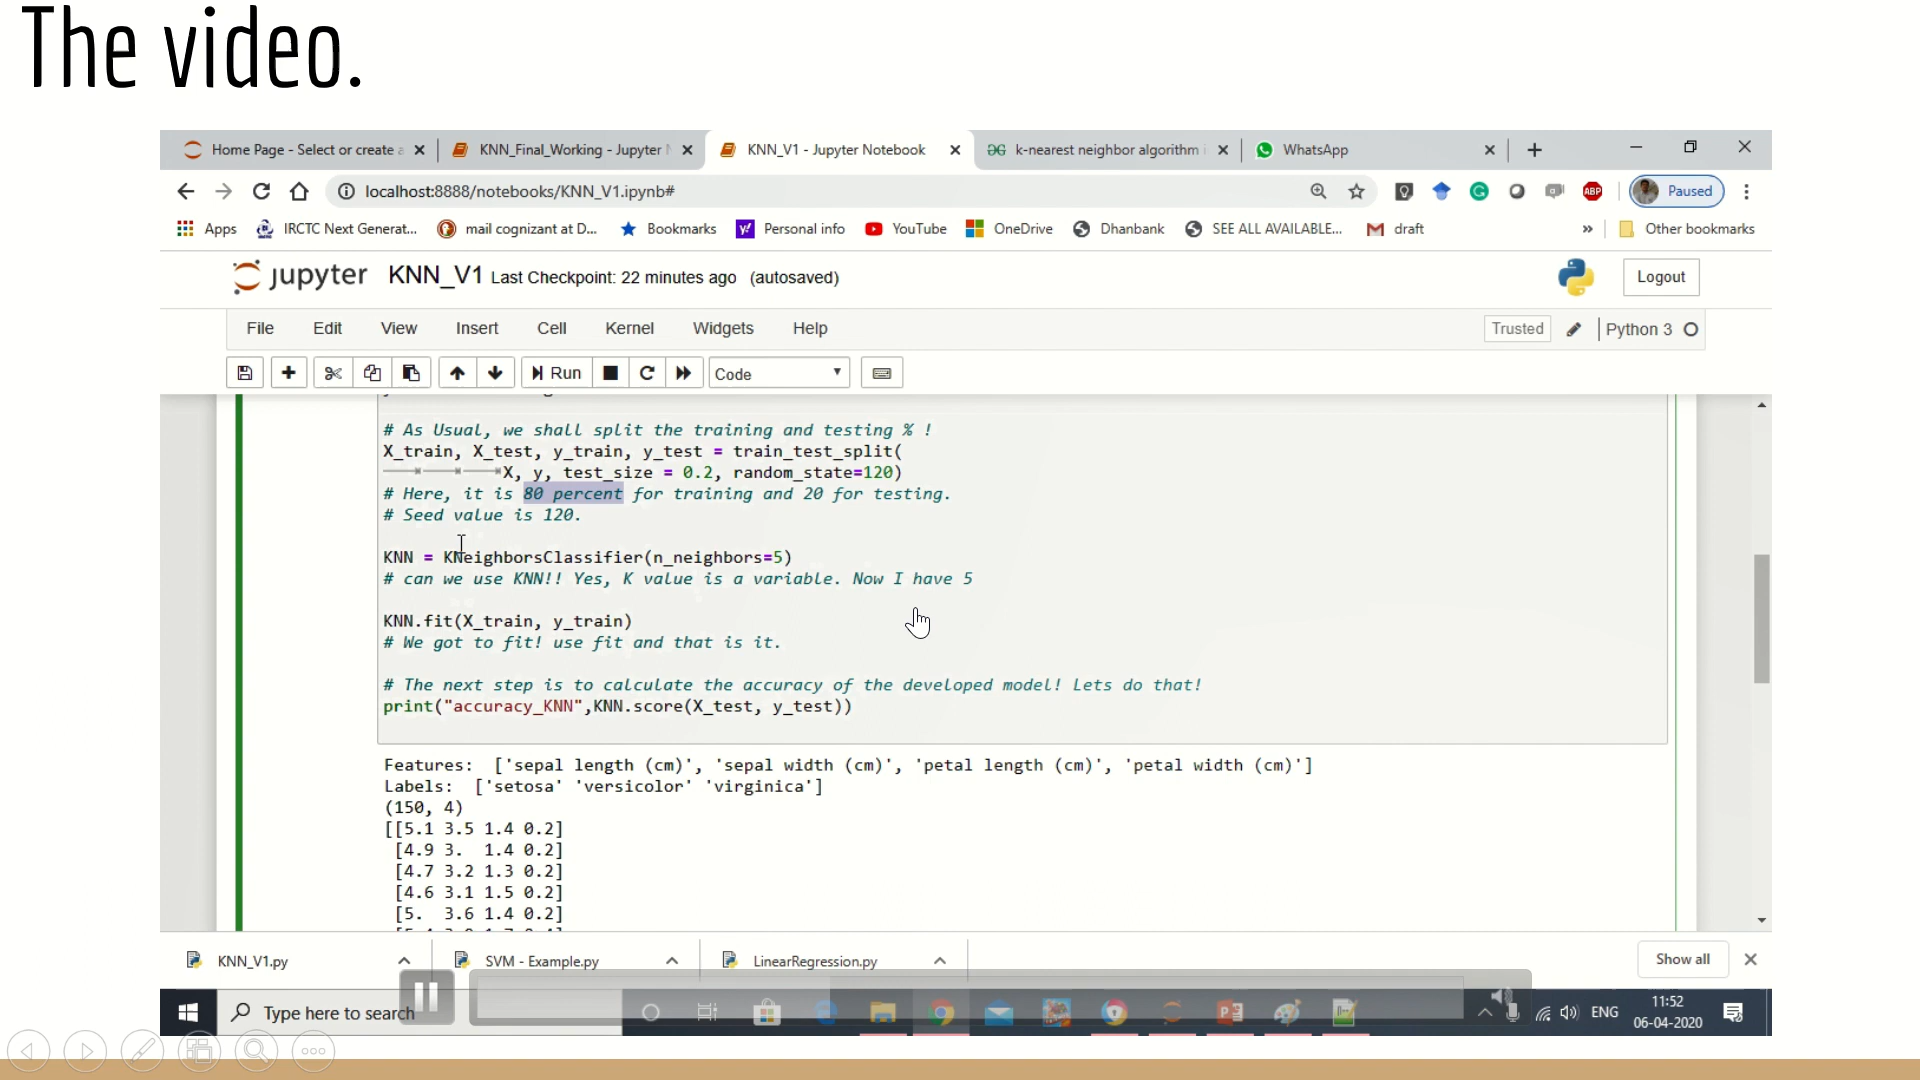 The video.
Home Page - Select or create a
KNN_Final_Working - Jupyter N
KNN_V1 - Jupyter Notebook
k-nearest neighbor algorithm i
WhatsApp
localhost:8888/notebooks/KNN_V1.ipynb#
ABP
Paused
Apps
IRCTC Next Generat...
mail cognizant at D...
Bookmarks
Personal info
YouTube
OneDrive
Dhanbank
SEE ALL AVAILABLE...
draft
»
Other bookmarks
jupyter KNN_V1 Last Checkpoint: 22 minutes ago (autosaved)
Logout
File Edit View Insert Cell Kernel Widgets Help
Trusted
Python 3
Run
Code
# As Usual, we shall split the training and testing % !
X_train, X_test, y_train, y_test = train_test_split(
X, y, test_size = 0.2, random_state=120)
# Here, it is 80 percent for training and 20 for testing.
# Seed value is 120.
KNN = KNeighborsClassifier(n_neighbors=5)
# can we use KNN!! Yes, K value is a variable. Now I have 5
KNN.fit(X_train, y_train)
# We got to fit! use fit and that is it.
# The next step is to calculate the accuracy of the developed model! Lets do that!
print("accuracy_KNN",KNN.score(X_test, y_test))
Features: ['sepal length (cm)', 'sepal width (cm)', 'petal length (cm)', 'petal width (cm)']
Labels: ['setosa' 'versicolor' 'virginica']
(150, 4)
[[5.1 3.5 1.4 0.2]
[4.9 3. 1.4 0.2]
[4.7 3.2 1.3 0.2]
[4.6 3.1 1.5 0.2]
[5. 3.6 1.4 0.2]
KNN_V1.py
SVM - Example.py
LinearRegression.py
Show all
Type here to search
ENG
11:52
06-04-2020